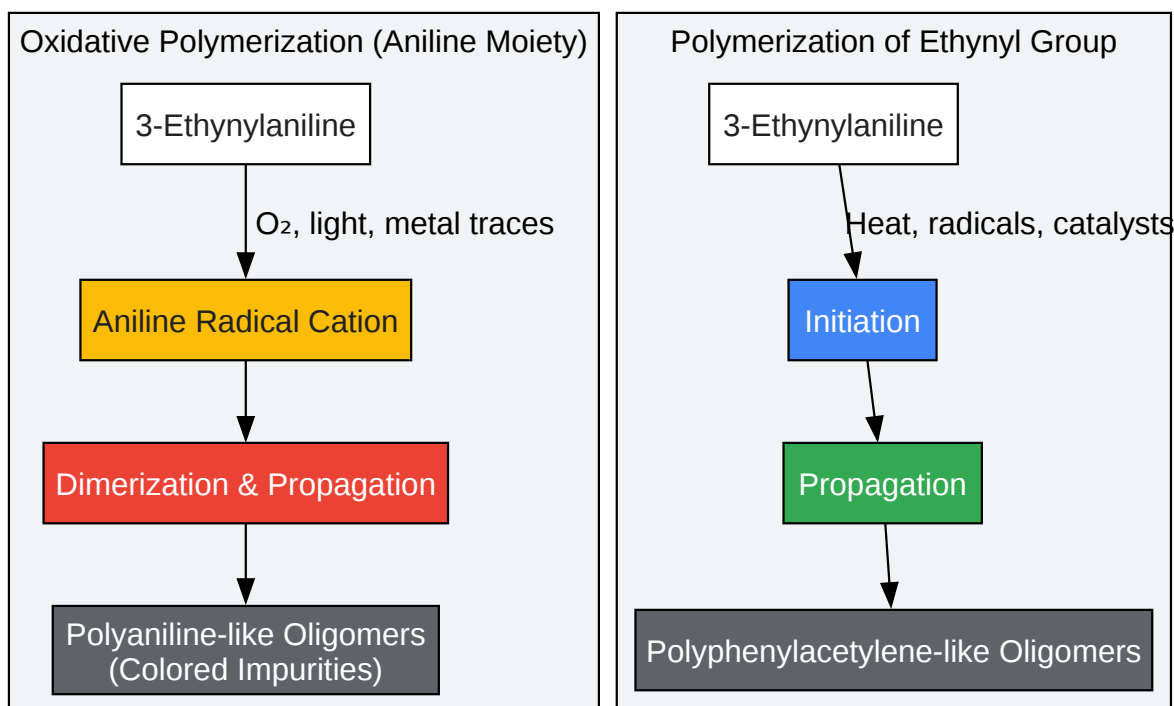 Oxidative Polymerization (Aniline Moiety)
3-Ethynylaniline
O₂, light, metal traces
Aniline Radical Cation
Dimerization & Propagation
Polyaniline-like Oligomers
(Colored Impurities)
Polymerization of Ethynyl Group
3-Ethynylaniline
Heat, radicals, catalysts
Initiation
Propagation
Polyphenylacetylene-like Oligomers